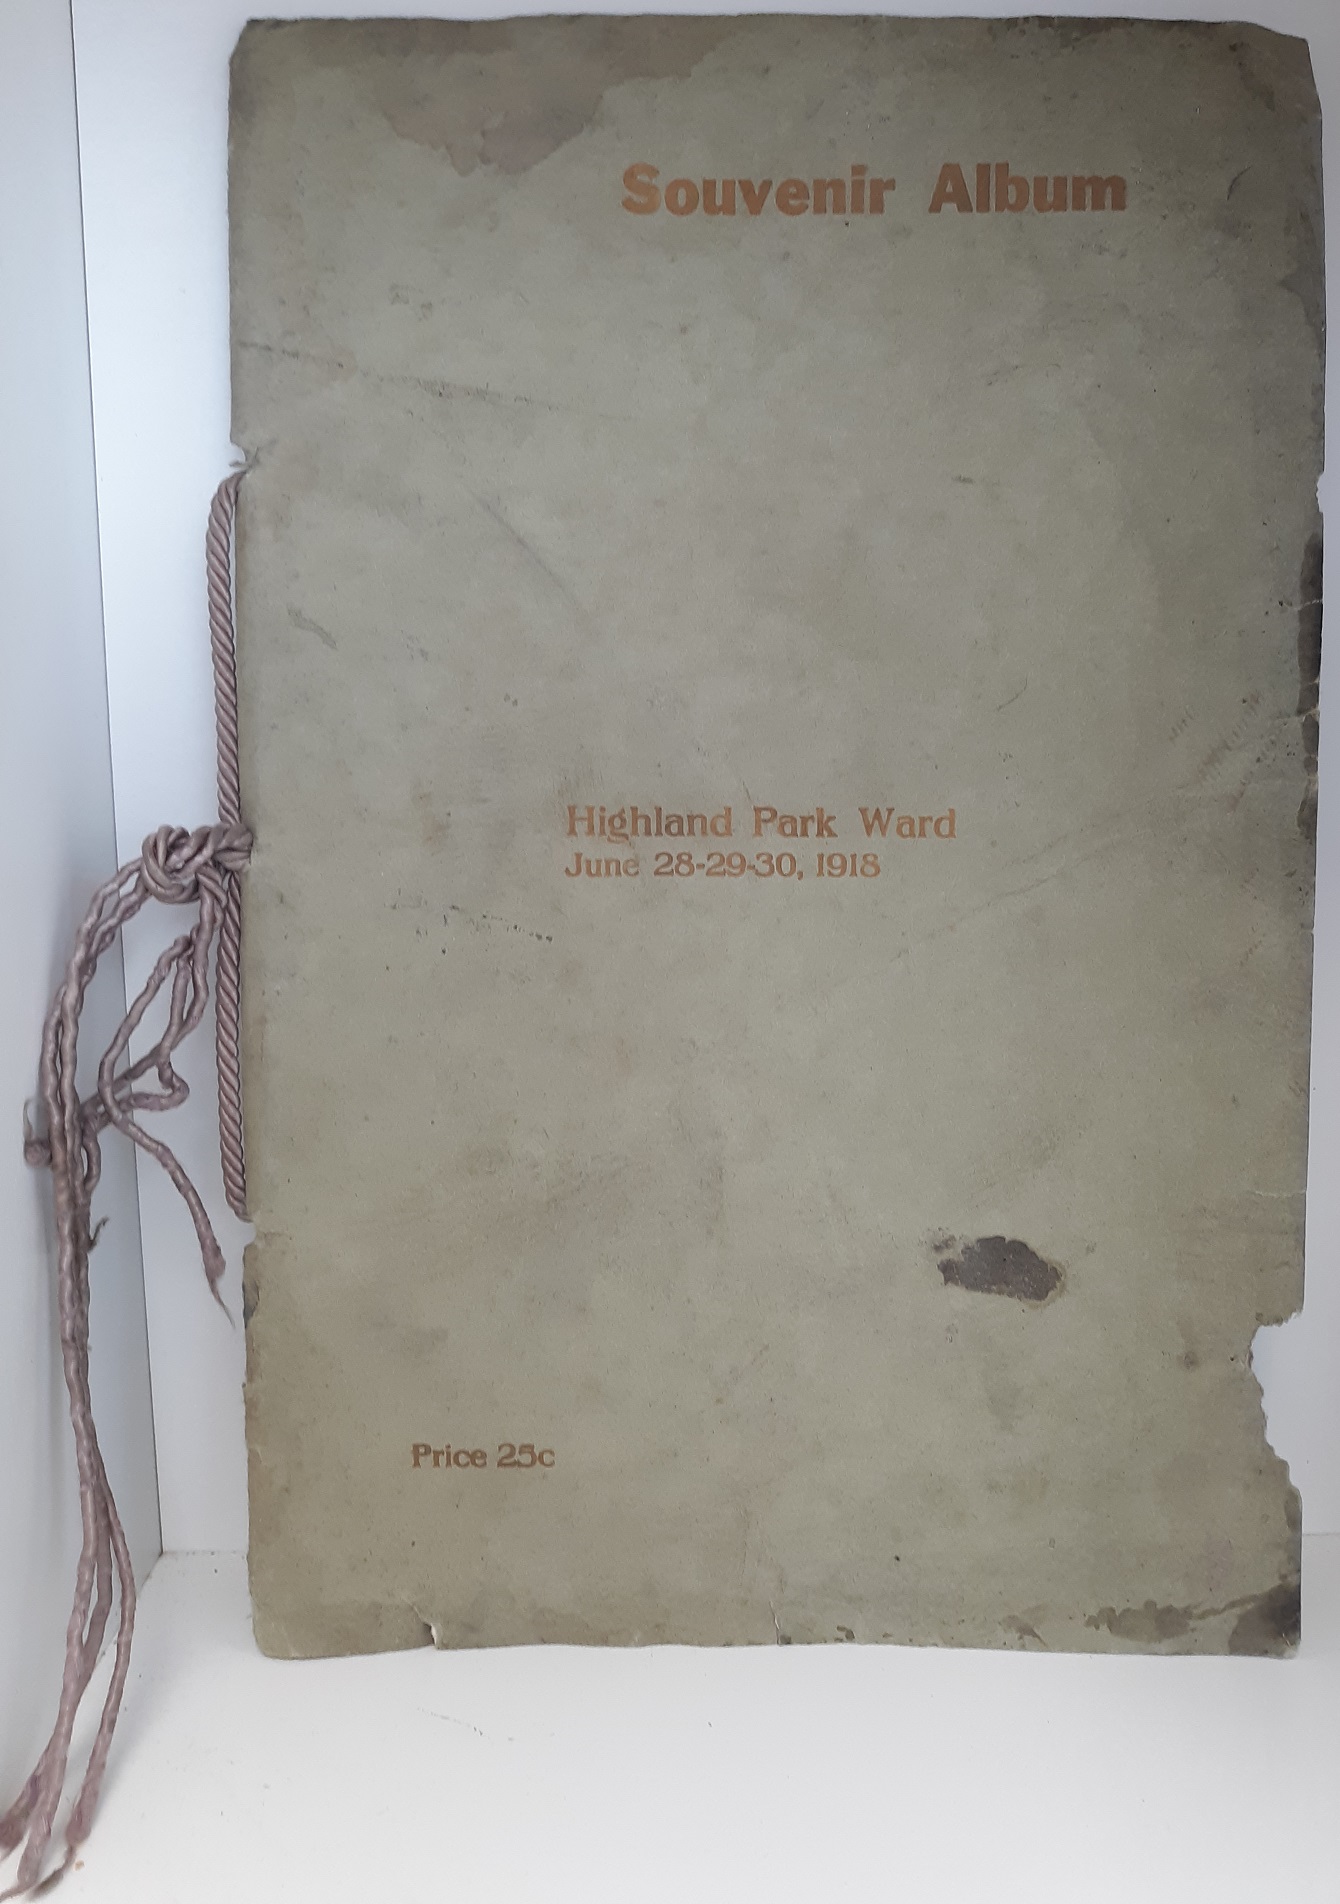 Souvenir Album
Highland Park Ward
June 28-29-30, 1918
Price 25c